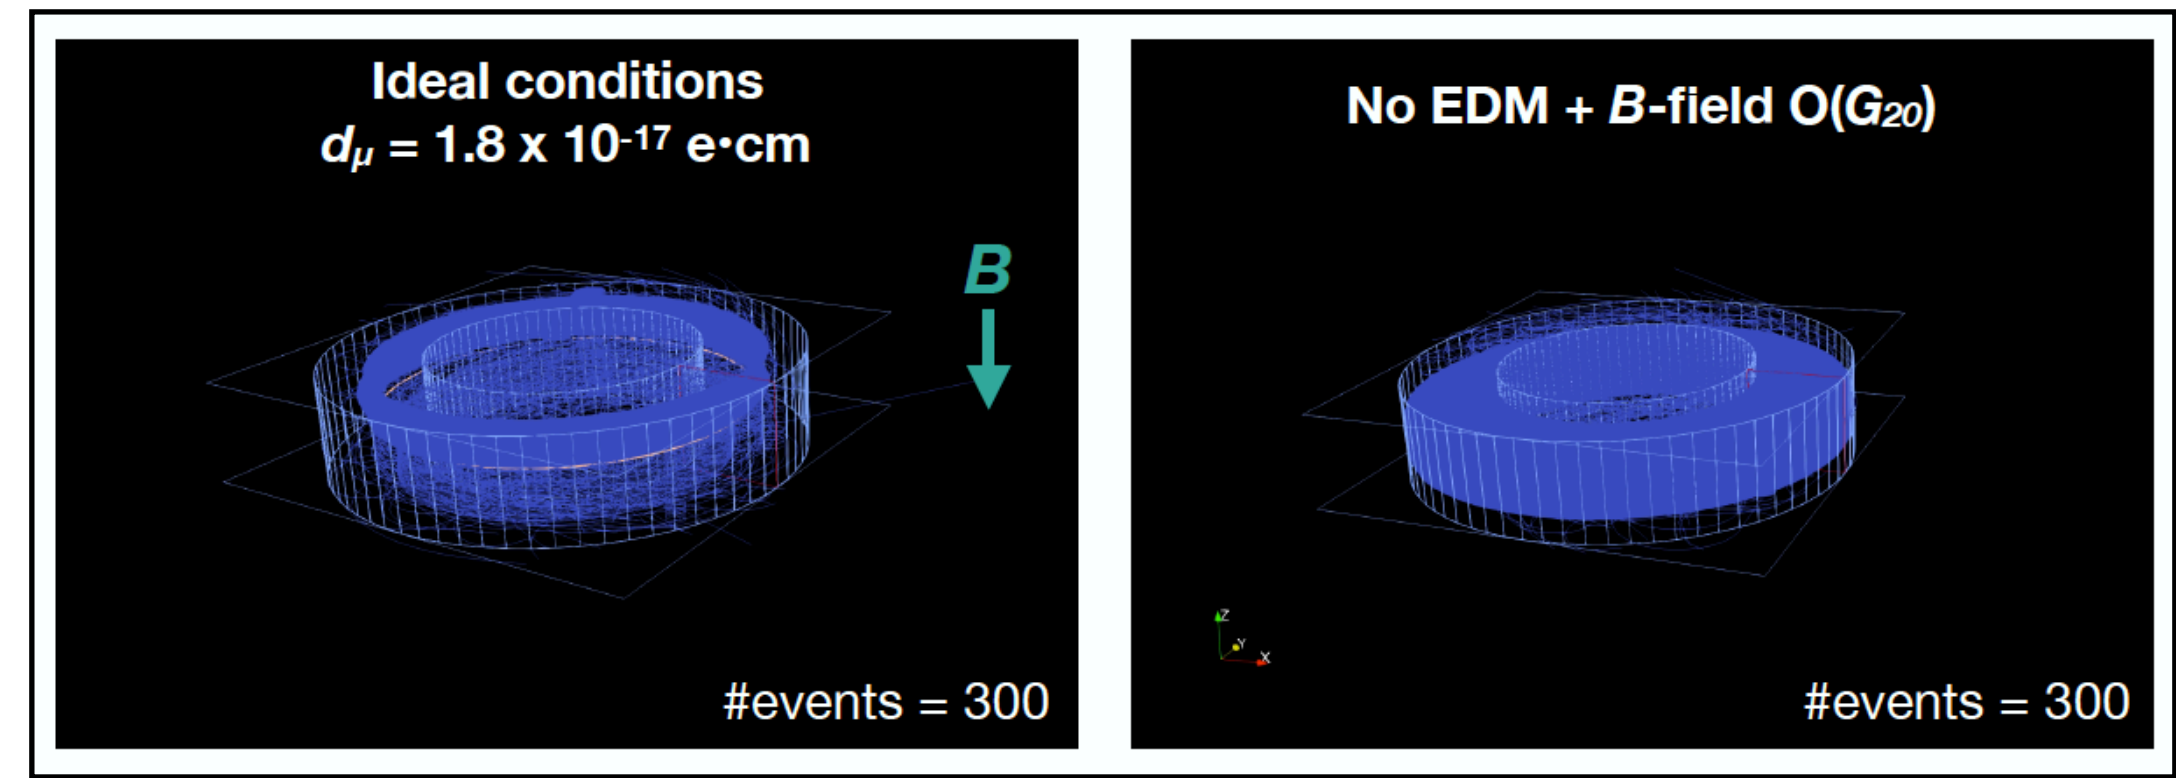 Ideal conditions
dμ = 1.8 x 10⁻¹⁷ e•cm
B
#events = 300
No EDM + B-field O(G₂₀)
Z
Y
X
#events = 300